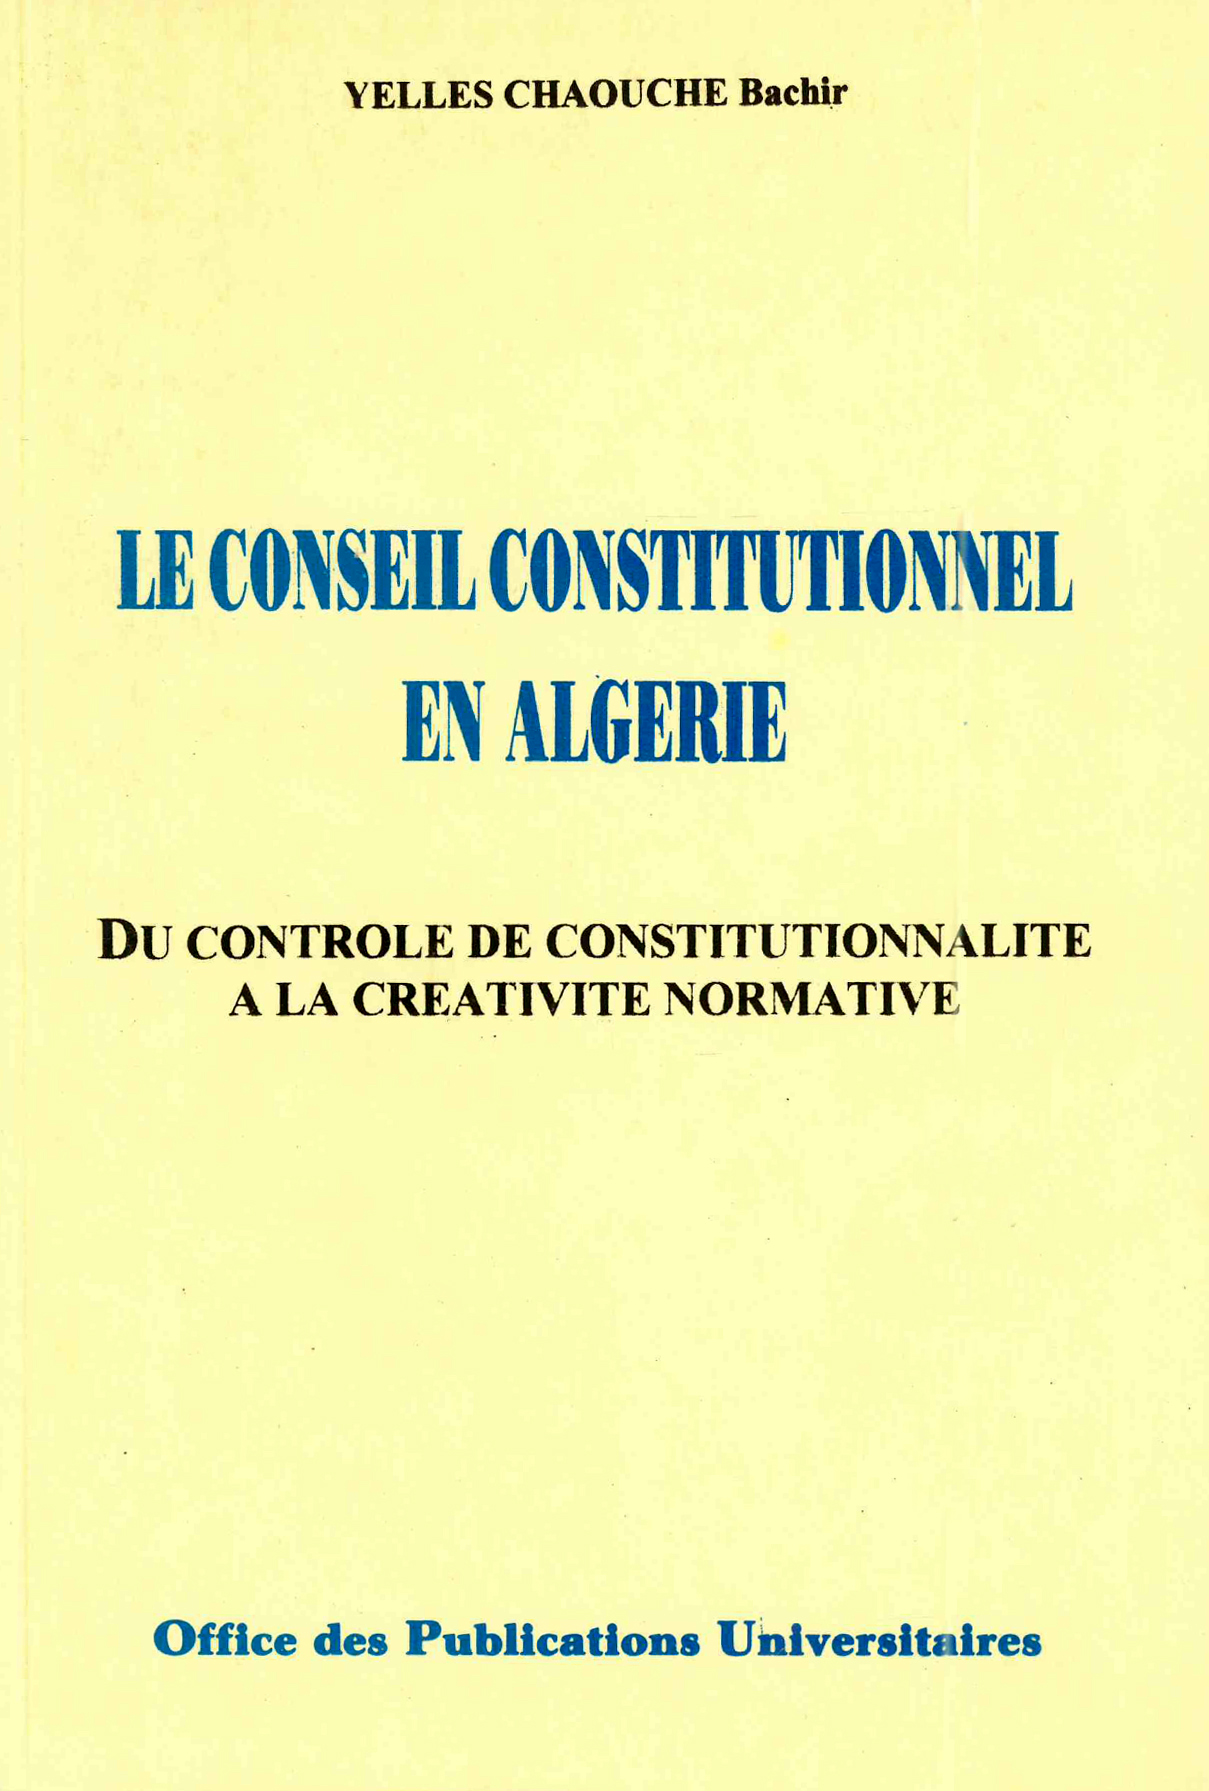 YELLES CHAOUCHE Bachir
LE CONSEIL CONSTITUTIONNEL
EN ALGERIE
DU CONTROLE DE CONSTITUTIONNALITE
A LA CREATIVITE NORMATIVE
Office des Publications Universitaires